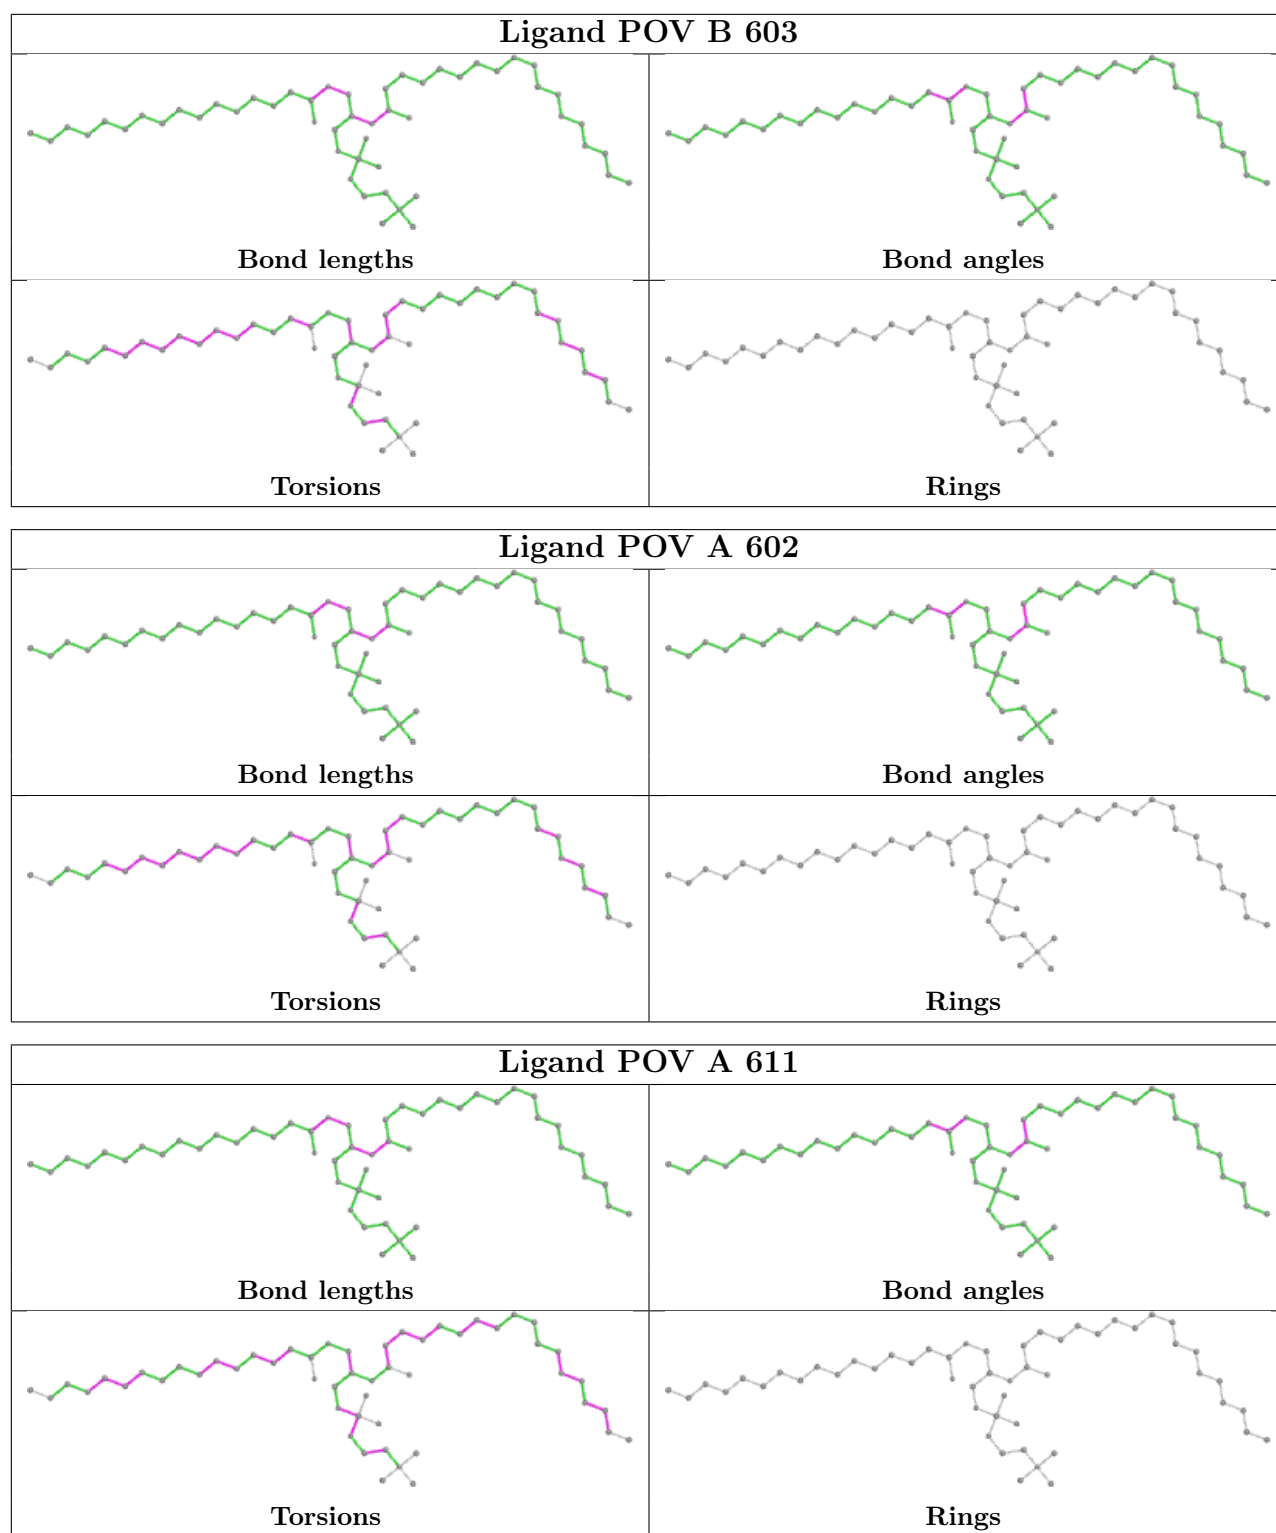 Ligand POV B 603
Bond lengths
Bond angles
Torsions
Rings
Ligand POV A 602
Bond lengths
Bond angles
Torsions
Rings
Ligand POV A 611
Bond lengths
Bond angles
Torsions
Rings